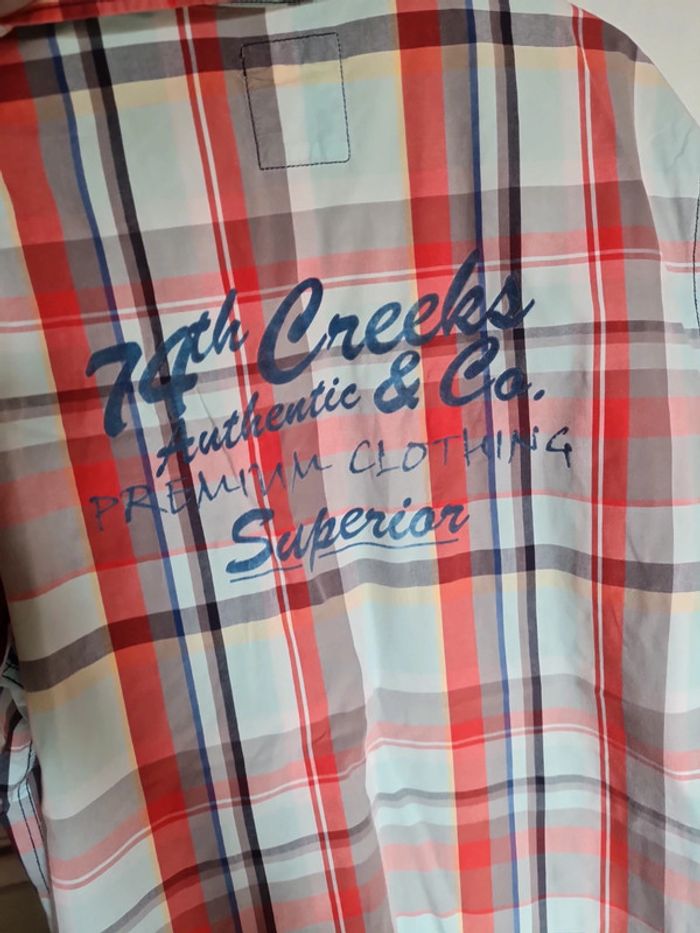 74th Creeks
Authentic & Co.
PREMIUM CLOTHING
Superior